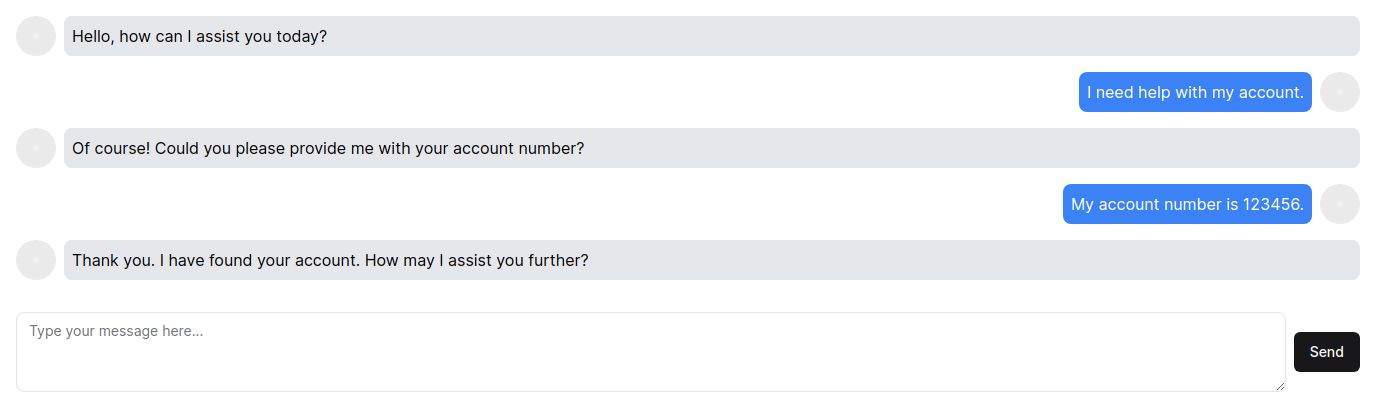 Hello, how can I assist you today?
I need help with my account.
Of course! Could you please provide me with your account number?
My account number is 123456.
Thank you. I have found your account. How may I assist you further?
Type your message here...
Send